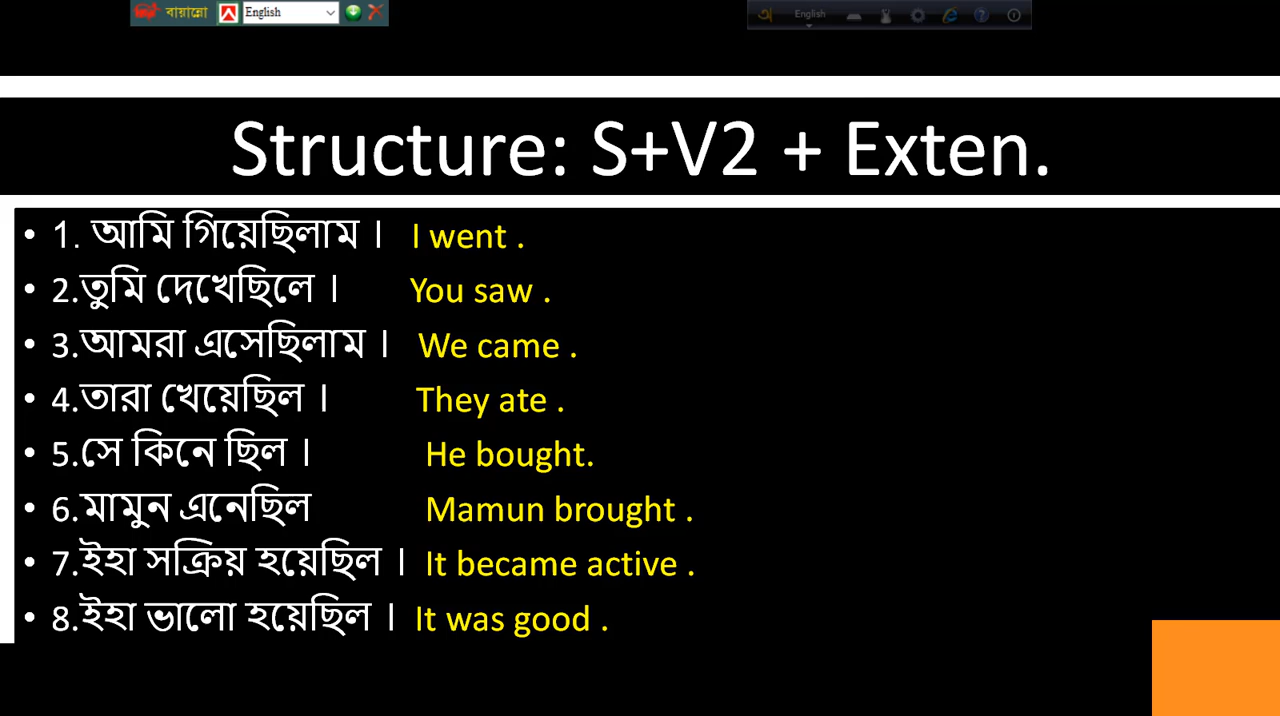 বায়ান্নো English অ English
Structure: S+V2 + Exten.
• 1. আমি গিয়েছিলাম । I went .
• 2.তুমি দেখেছিলে । You saw .
• 3.আমরা এসেছিলাম । We came .
• 4.তারা খেয়েছিল । They ate .
• 5.সে কিনে ছিল । He bought.
• 6.মামুন এনেছিল Mamun brought .
• 7.ইহা সক্রিয় হয়েছিল । It became active .
• 8.ইহা ভালো হয়েছিল । It was good .